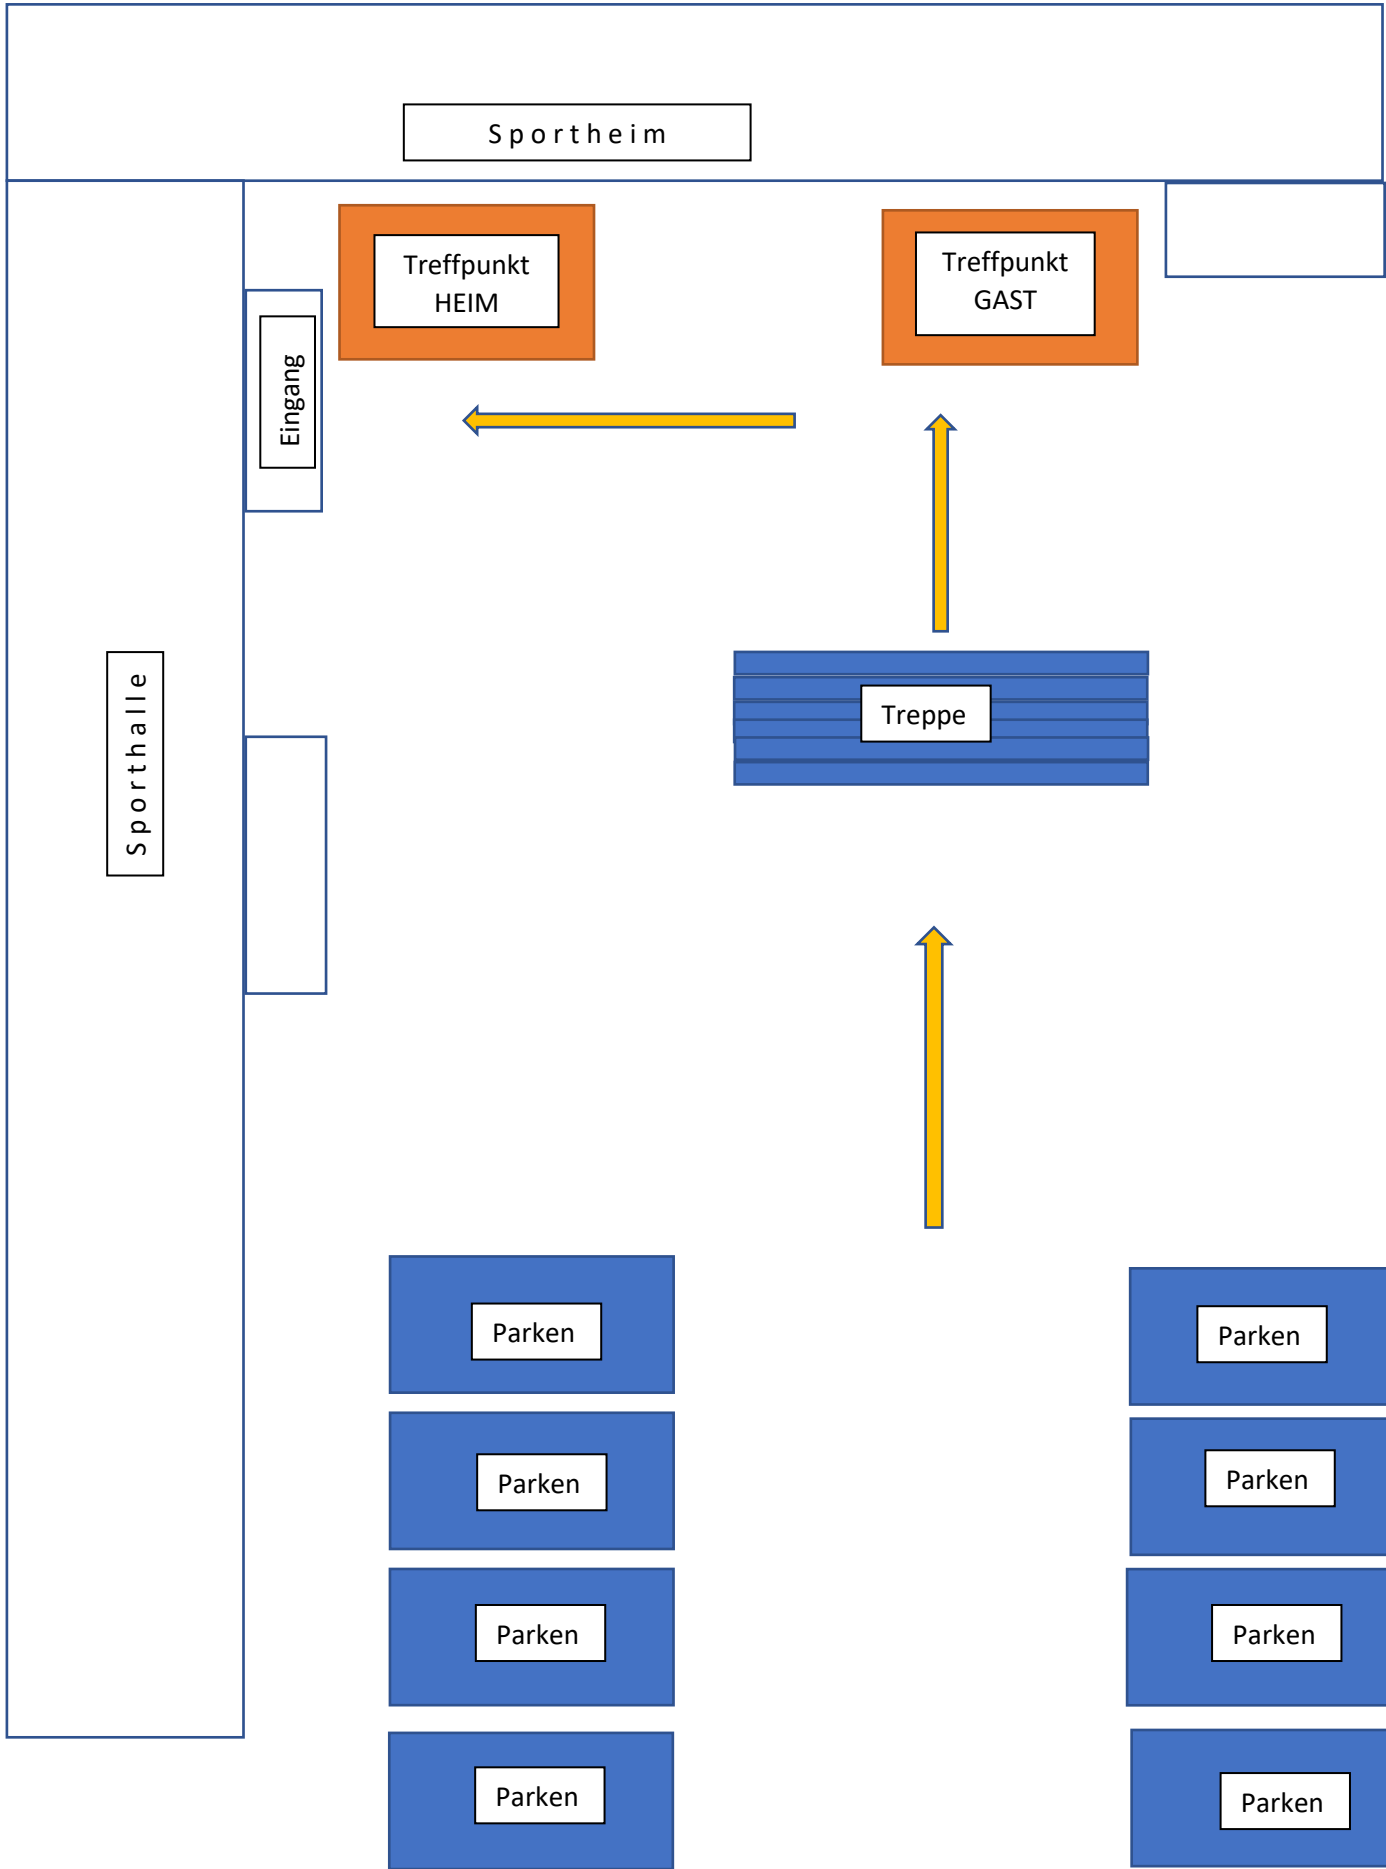 Sportheim
Treffpunkt
HEIM
Treffpunkt
GAST
Eingang
Sporthalle
Treppe
Parken
Parken
Parken
Parken
Parken
Parken
Parken
Parken